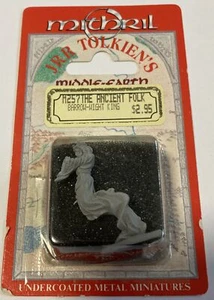 mithril
J.R.R. TOLKIEN'S
MIDDLE-EARTH
M257 THE ANCIENT FOLK
BARROW-WIGHT KING
$2.95
UNDERCOATED METAL MINIATURES